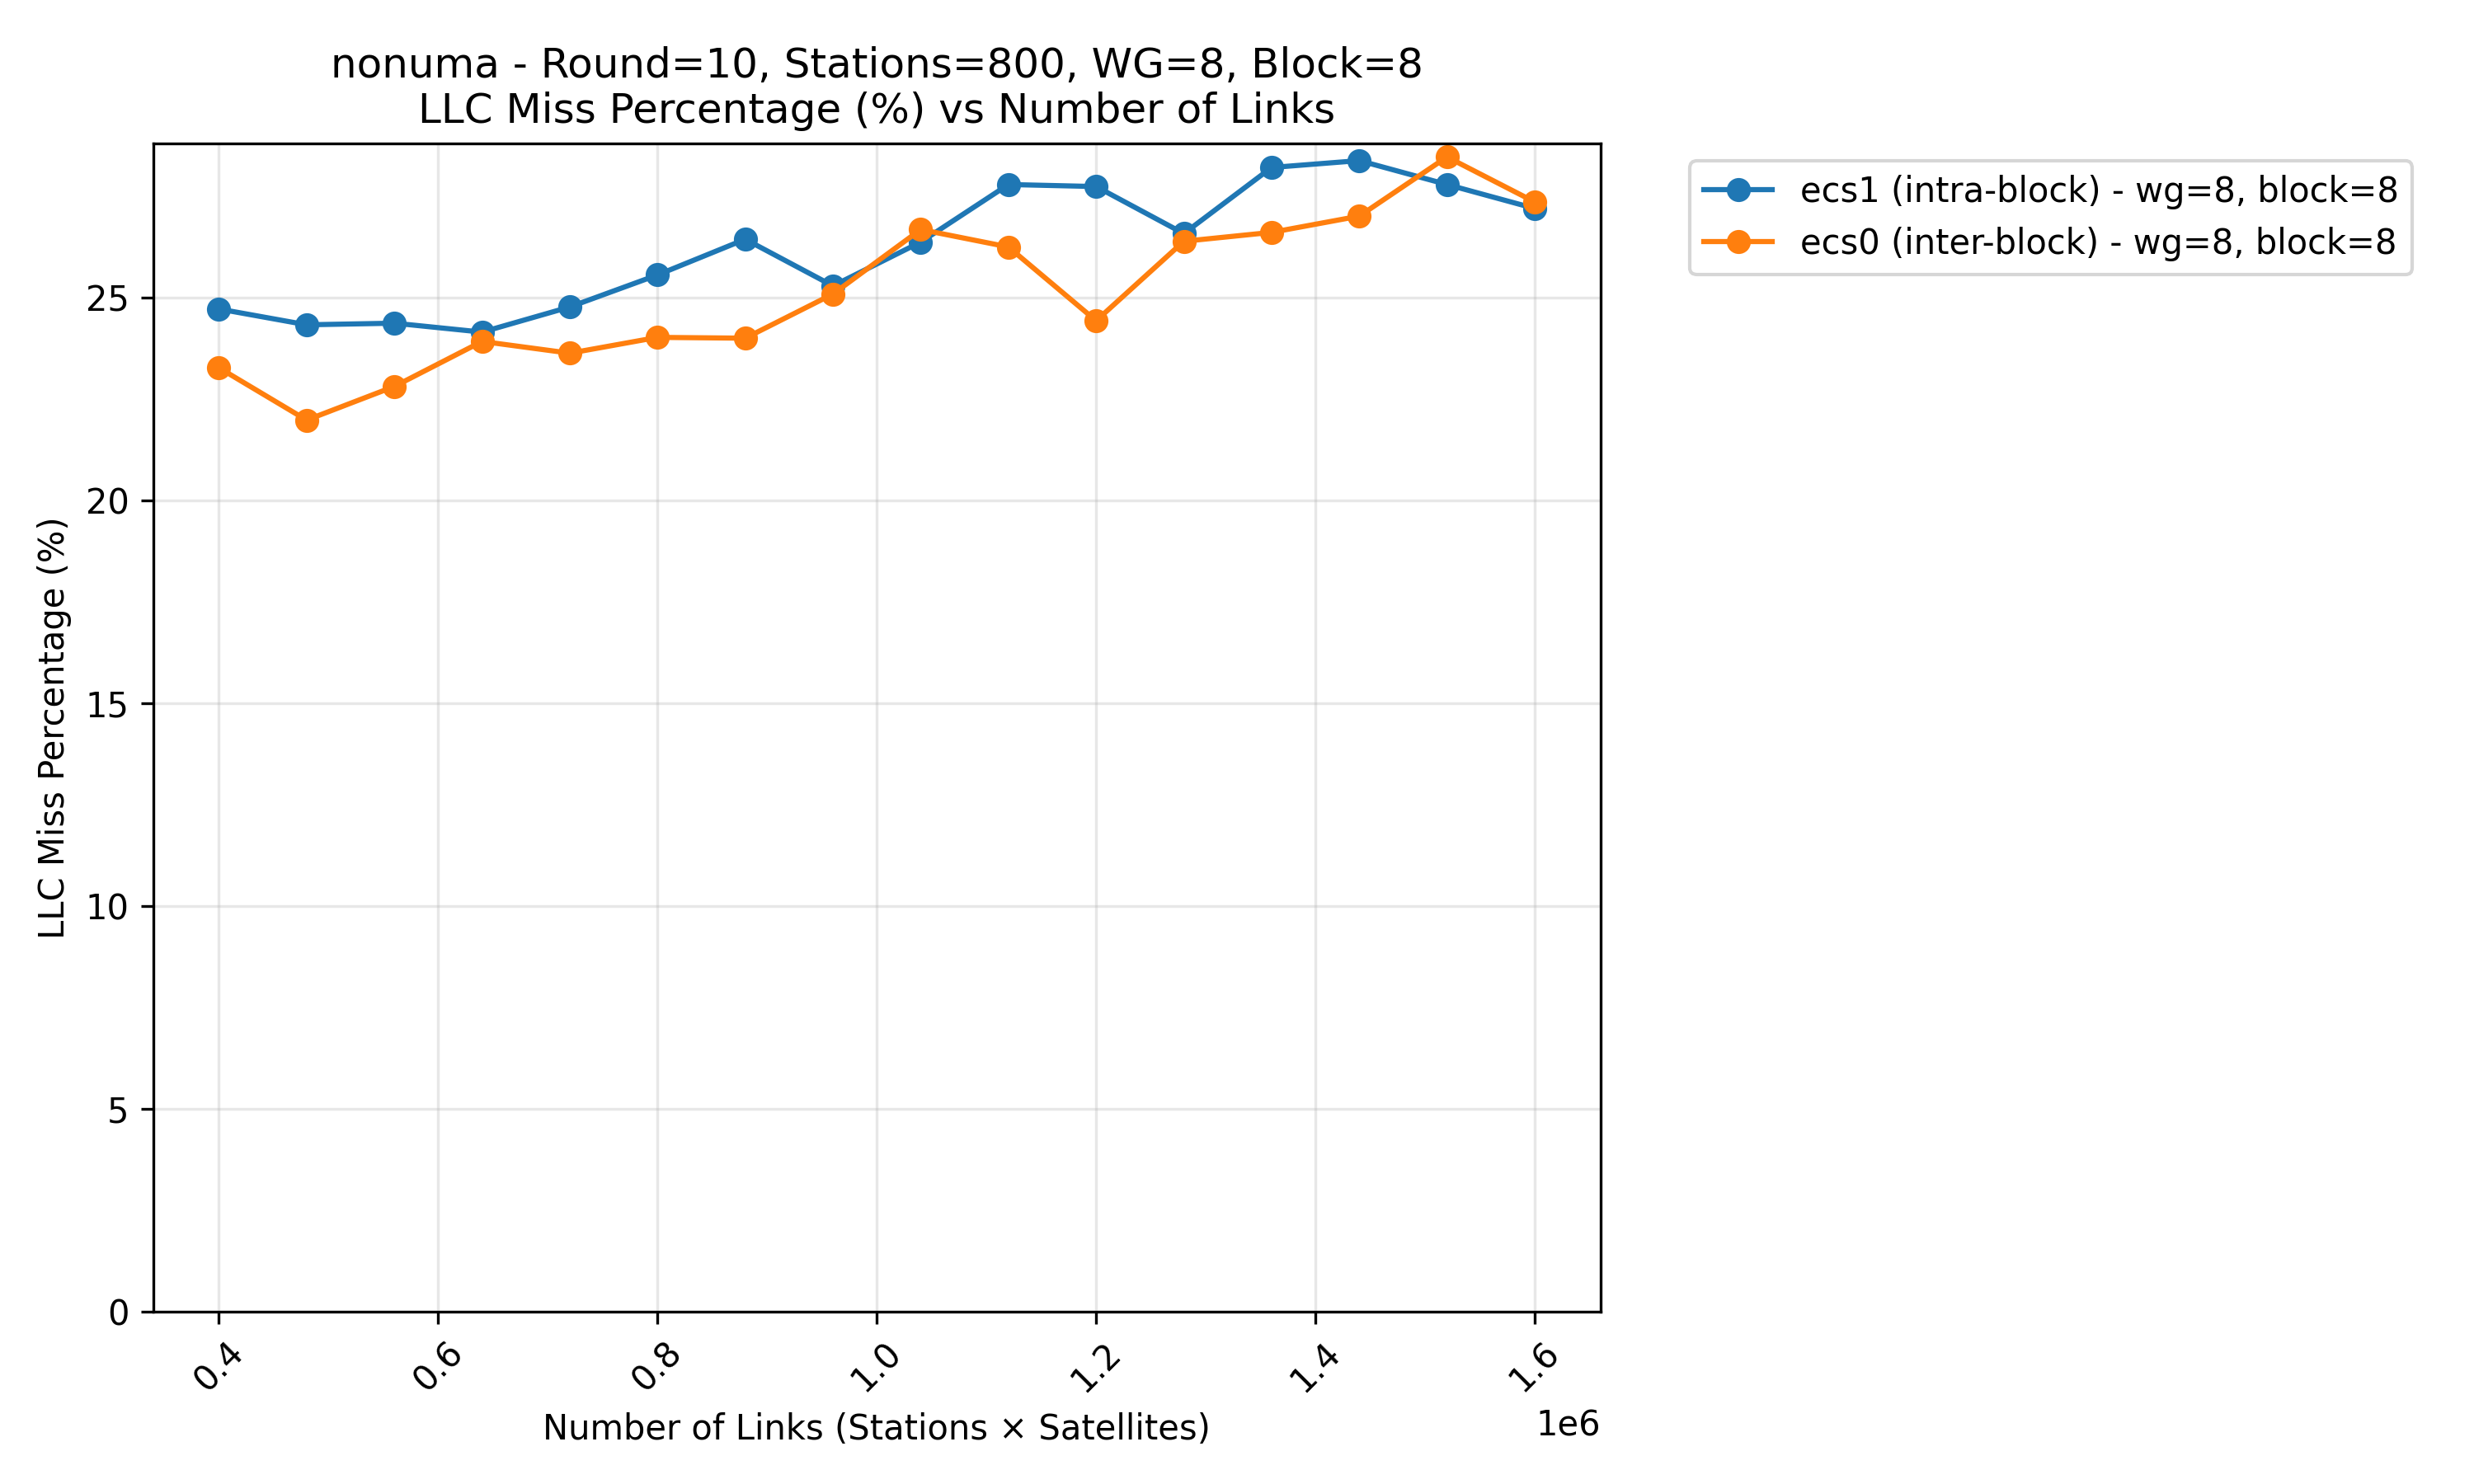 nonuma - Round=10, Stations=800, WG=8, Block=8
LLC Miss Percentage (%) vs Number of Links
ecs1 (intra-block) - wg=8, block=8
ecs0 (inter-block) - wg=8, block=8
LLC Miss Percentage (%)
25
20
15
10
5
0
0.4
0.6
0.8
1.0
1.2
1.4
1.6
1e6
Number of Links (Stations × Satellites)